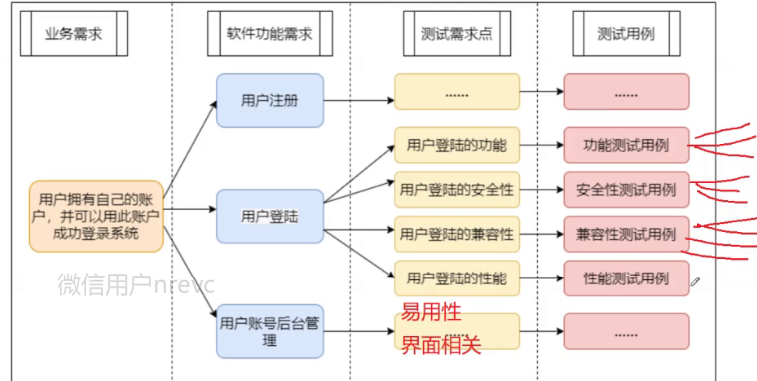 业务需求
软件功能需求
测试需求点
测试用例
用户注册
......
......
用户拥有自己的账
户，并可以用此账户
成功登录系统
用户登陆
用户登陆的功能
功能测试用例
用户登陆的安全性
安全性测试用例
用户登陆的兼容性
兼容性测试用例
用户登陆的性能
性能测试用例
微信用户nrevc
用户账号后台管
理
易用性
......
界面相关
......